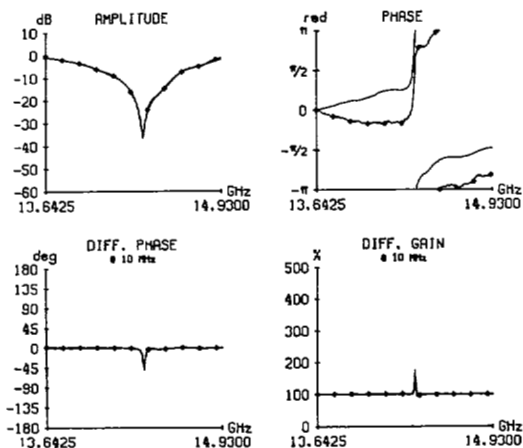 AMPLITUDE
dB
10
0
-10
-20
-30
-40
-50
-60
13.6425
14.9300
GHz
PHASE
rad
π
π/2
0
-π/2
-π
13.6425
14.9300
GHz
DIFF. PHASE
@ 10 MHz
deg
180
135
90
45
0
-45
-90
-135
-180
13.6425
14.9300
GHz
DIFF. GAIN
@ 10 MHz
%
500
400
300
200
100
0
13.6425
14.9300
GHz